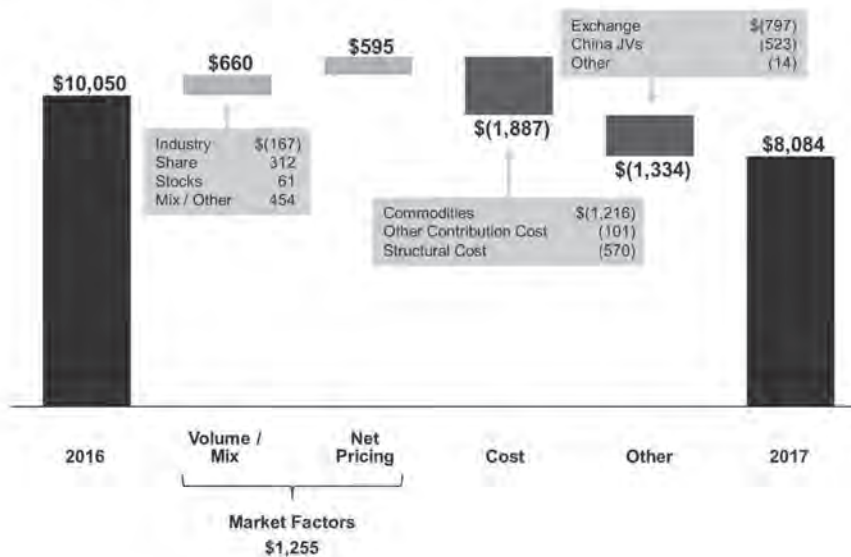 Exchange $(797)
China JVs (523)
Other (14)
$10,050
$660
$595
$(1,887)
$(1,334)
$8,084
Industry $(167)
Share 312
Stocks 61
Mix / Other 454
Commodities $(1,216)
Other Contribution Cost (101)
Structural Cost (570)
2016
Volume / Mix
Net Pricing
Cost
Other
2017
Market Factors
$1,255